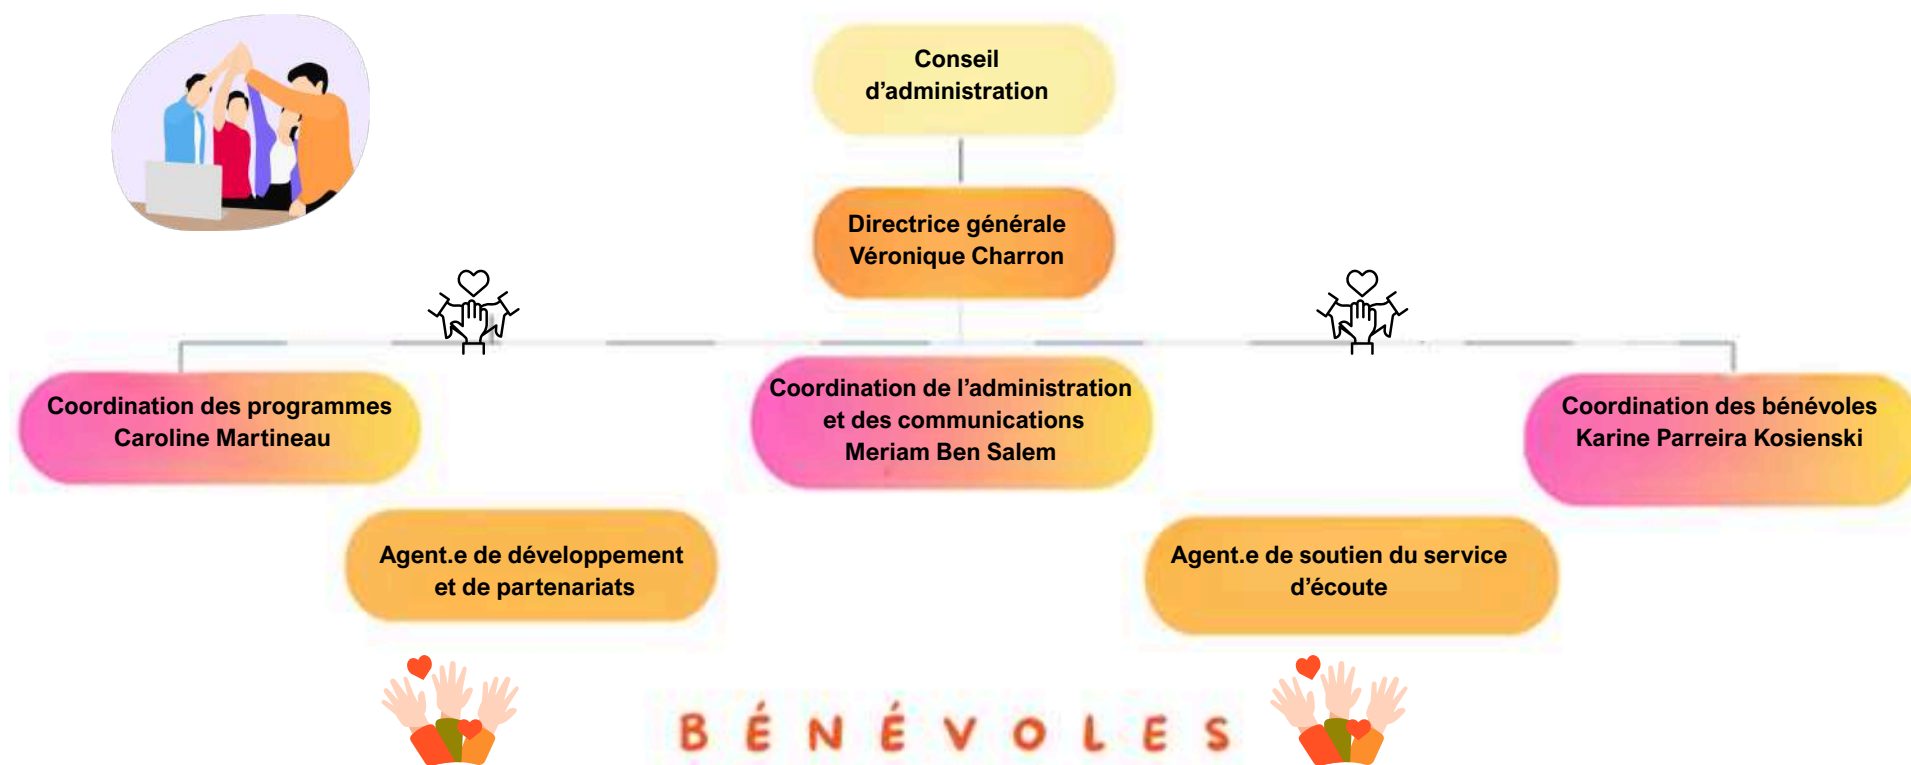 Conseil
d’administration
Directrice générale
Véronique Charron
Coordination des programmes
Caroline Martineau
Coordination de l’administration
et des communications
Meriam Ben Salem
Coordination des bénévoles
Karine Parreira Kosienski
Agent.e de développement
et de partenariats
Agent.e de soutien du service
d’écoute
BÉNÉVOLES